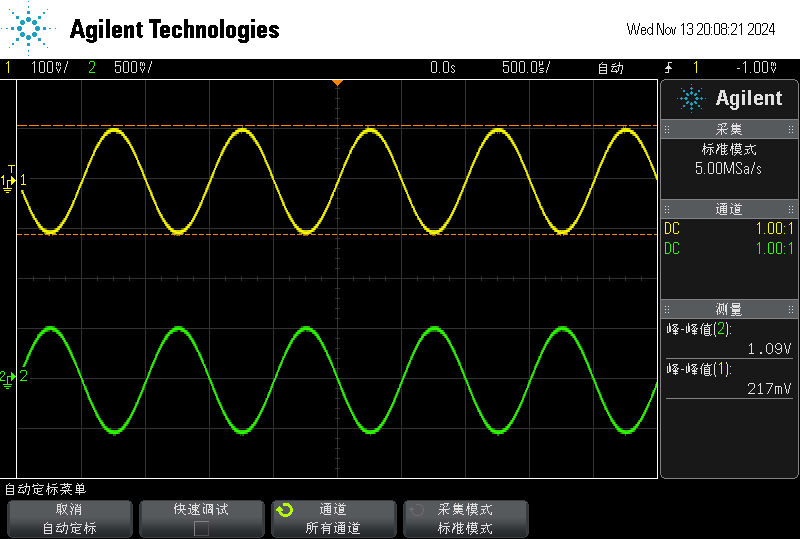 Agilent Technologies
Wed Nov 13 20:08:21 2024
1 100mV/ 2 500mV/ 0.0s 500.0us/ 自动 1 -1.00mV
Agilent
采集
标准模式
5.00MSa/s
通道
DC 1.00:1
DC 1.00:1
测量
峰-峰值(2):
1.09V
峰-峰值(1):
217mV
T
1 1
2 2
自动定标菜单
取消
自动定标
快速调试
通道
所有通道
采集模式
标准模式